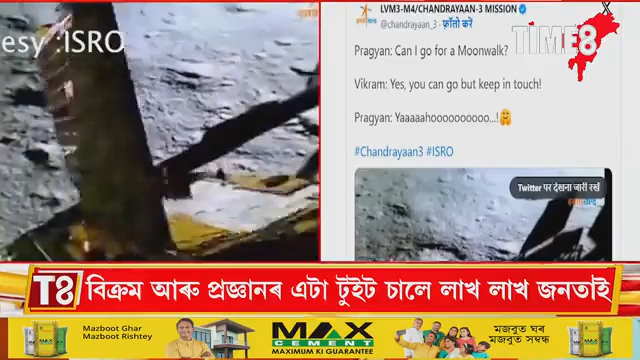 esy :ISRO
LVM3-M4/CHANDRAYAAN-3 MISSION
@chandrayaan_3 · फ़ॉलो करें
TIME8
Pragyan: Can I go for a Moonwalk?
Vikram: Yes, you can go but keep in touch!
Pragyan: Yaaaaahoooooooooo...!🤗
#Chandrayaan3 #ISRO
Twitter पर देखना जारी रखें
T8 বিক্ৰম আৰু প্ৰজ্ঞানৰ এটা টুইট চালে লাখ লাখ জনতাই
Mazboot Ghar
Mazboot Rishtey
MAX
CEMENT
MAXIMUM KI GUARANTEE
মজবুত ঘৰ
মজবুত সম্বন্ধ